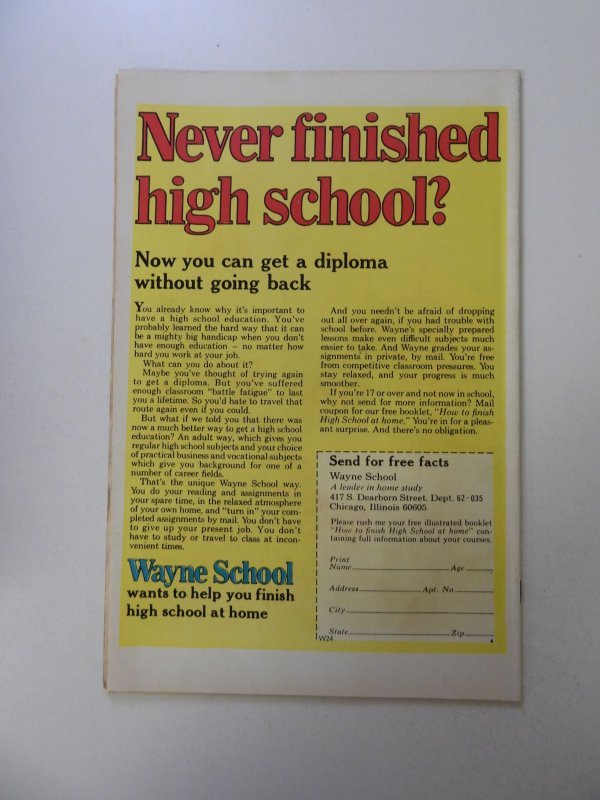 Never finished
high school?
Now you can get a diploma
without going back
You already know why it's important to
have a high school education. You've
probably learned the hard way that it can
be a mighty big handicap when you don't
have enough education – no matter how
hard you work at your job.
What can you do about it?
Maybe you've thought of trying again
to get a diploma. But you've suffered
enough classroom "battle fatigue" to last
you a lifetime. So you'd hate to travel that
route again even if you could.
But what if we told you that there was
now a much better way to get a high school
education? An adult way, which gives you
regular high school subjects and your choice
of practical business and vocational subjects
which give you background for one of a
number of career fields.
That's the unique Wayne School way.
You do your reading and assignments in
your spare time, in the relaxed atmosphere
of your own home, and "turn in" your com-
pleted assignments by mail. You don't have
to give up your present job. You don't
have to study or travel to class at incon-
venient times.
Wayne School
wants to help you finish
high school at home
And you needn't be afraid of dropping
out all over again, if you had trouble with
school before. Wayne's specially prepared
lessons make even difficult subjects much
easier to take. And Wayne grades your as-
signments in private, by mail. You're free
from competitive classroom pressures. You
stay relaxed, and your progress is much
smoother.
If you're 17 or over and not now in school,
why not send for more information? Mail
coupon for our free booklet, "How to finish
High School at home." You're in for a pleas-
ant surprise. And there's no obligation.
Send for free facts
Wayne School
A leader in home study
417 S. Dearborn Street. Dept. 62-035
Chicago, Illinois 60605
Please rush me your free illustrated booklet
"How to finish High School at home" con-
taining full information about your courses.
Print
Name Age
Address Apt. No.
City
State Zip
W24 4